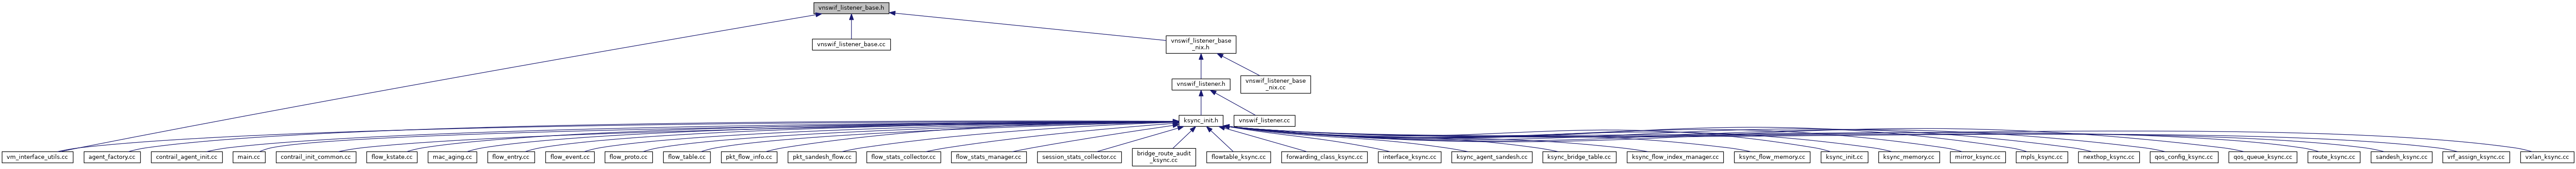 vnswif_listener_base.h
vnswif_listener_base.cc
vnswif_listener_base
_nix.h
vnswif_listener.h
vnswif_listener_base
_nix.cc
ksync_init.h
vnswif_listener.cc
vm_interface_utils.cc
agent_factory.cc
contrail_agent_init.cc
main.cc
contrail_init_common.cc
flow_kstate.cc
mac_aging.cc
flow_entry.cc
flow_event.cc
flow_proto.cc
flow_table.cc
pkt_flow_info.cc
pkt_sandesh_flow.cc
flow_stats_collector.cc
flow_stats_manager.cc
session_stats_collector.cc
bridge_route_audit
_ksync.cc
flowtable_ksync.cc
forwarding_class_ksync.cc
interface_ksync.cc
ksync_agent_sandesh.cc
ksync_bridge_table.cc
ksync_flow_index_manager.cc
ksync_flow_memory.cc
ksync_init.cc
ksync_memory.cc
mirror_ksync.cc
mpls_ksync.cc
nexthop_ksync.cc
qos_config_ksync.cc
qos_queue_ksync.cc
route_ksync.cc
sandesh_ksync.cc
vrf_assign_ksync.cc
vxlan_ksync.cc